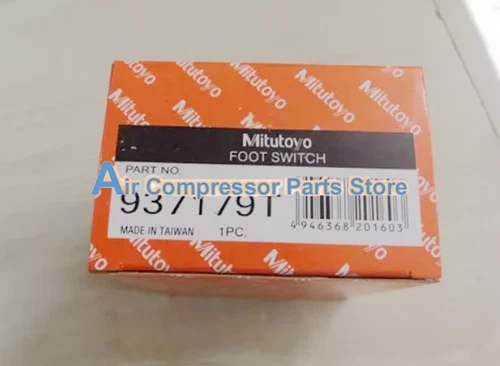 Mitutoyo
FOOT SWITCH
PART NO.
Air Compressor Parts Store
937179T
4 946368 201603
MADE IN TAIWAN 1PC.